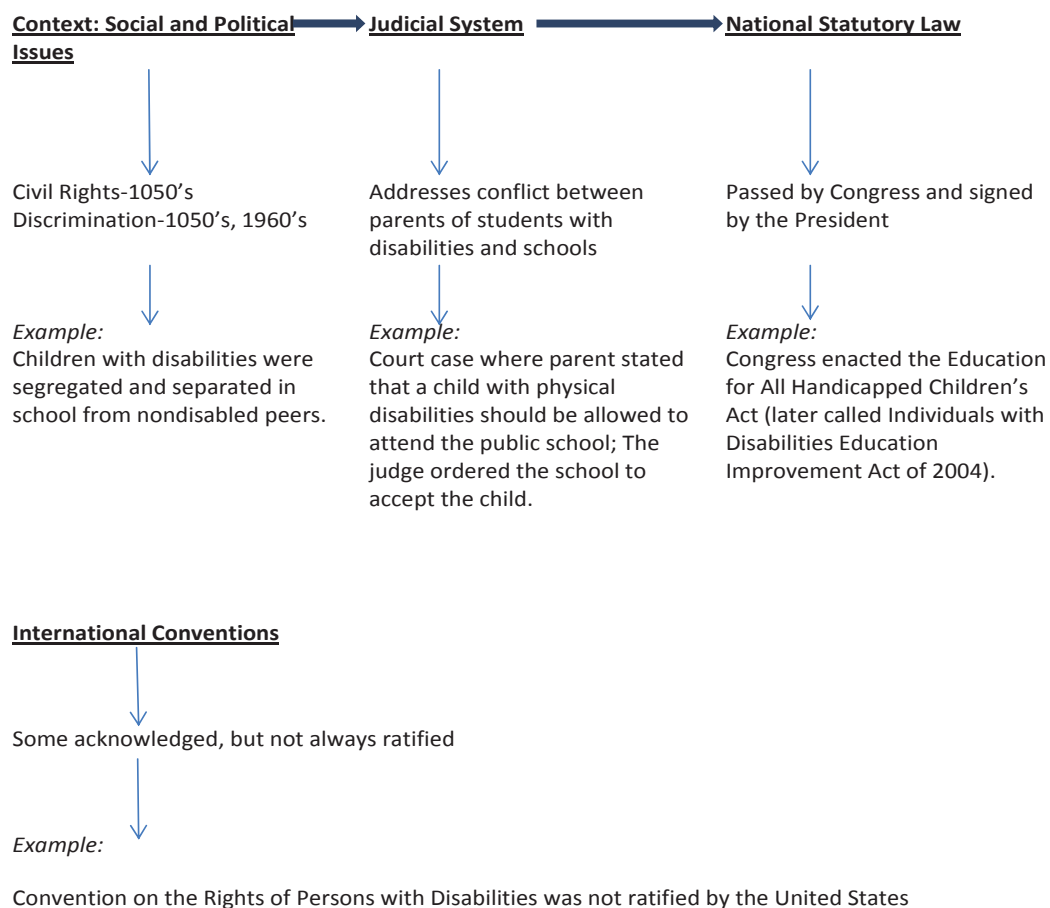 Context: Social and Political
Issues
Judicial System
National Statutory Law
Civil Rights-1050's
Discrimination-1050's, 1960's
Addresses conflict between
parents of students with
disabilities and schools
Passed by Congress and signed
by the President
Example:
Children with disabilities were
segregated and separated in
school from nondisabled peers.
Example:
Court case where parent stated
that a child with physical
disabilities should be allowed to
attend the public school; The
judge ordered the school to
accept the child.
Example:
Congress enacted the Education
for All Handicapped Children’s
Act (later called Individuals with
Disabilities Education
Improvement Act of 2004).
International Conventions
Some acknowledged, but not always ratified
Example:
Convention on the Rights of Persons with Disabilities was not ratified by the United States